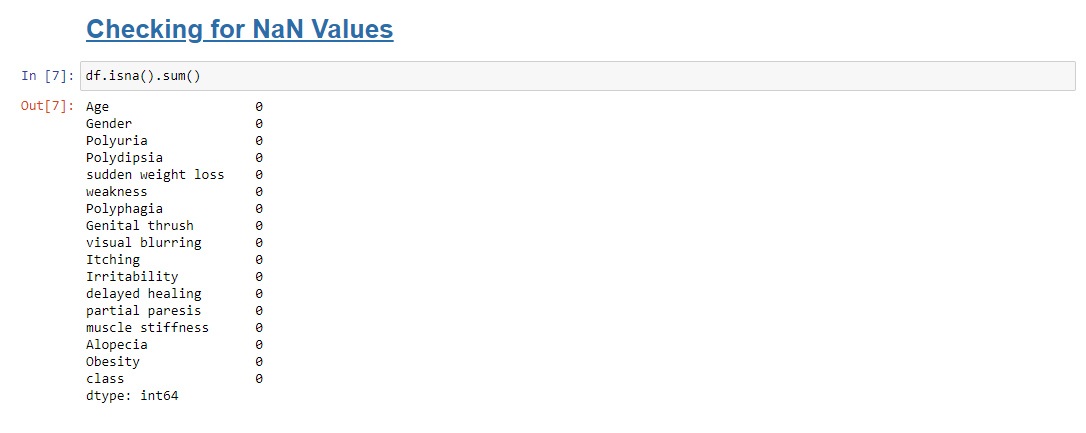 Checking for NaN Values
In [7]: df.isna().sum()
Out[7]: Age 0
Gender 0
Polyuria 0
Polydipsia 0
sudden weight loss 0
weakness 0
Polyphagia 0
Genital thrush 0
visual blurring 0
Itching 0
Irritability 0
delayed healing 0
partial paresis 0
muscle stiffness 0
Alopecia 0
Obesity 0
class 0
dtype: int64